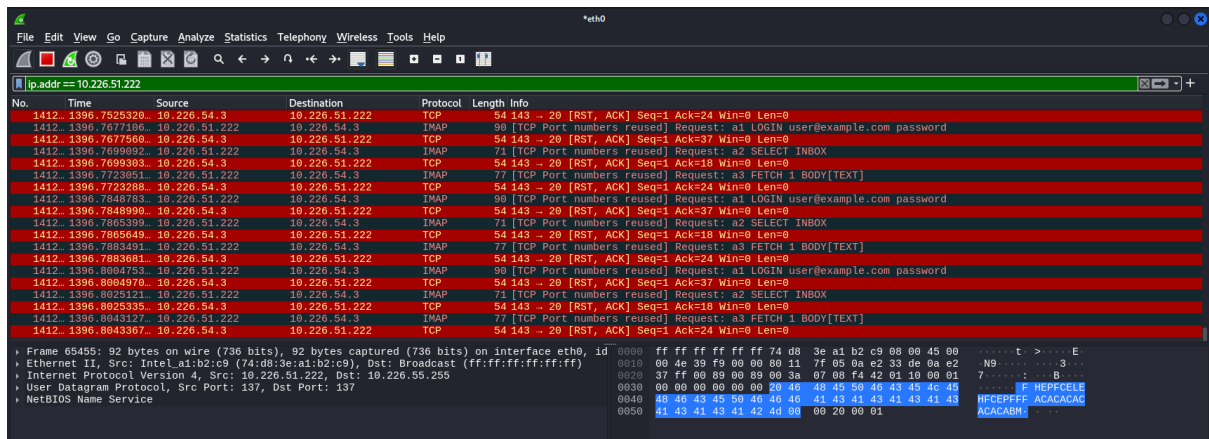 *eth0
File Edit View Go Capture Analyze Statistics Telephony Wireless Tools Help
ip.addr == 10.226.51.222
No. Time Source Destination Protocol Length Info
1412… 1396.7525320… 10.226.54.3 10.226.51.222 TCP 54 143 → 20 [RST, ACK] Seq=1 Ack=24 Win=0 Len=0
1412… 1396.7677106… 10.226.51.222 10.226.54.3 IMAP 90 [TCP Port numbers reused] Request: a1 LOGIN user@example.com password
1412… 1396.7677560… 10.226.54.3 10.226.51.222 TCP 54 143 → 20 [RST, ACK] Seq=1 Ack=37 Win=0 Len=0
1412… 1396.7699092… 10.226.51.222 10.226.54.3 IMAP 71 [TCP Port numbers reused] Request: a2 SELECT INBOX
1412… 1396.7699303… 10.226.54.3 10.226.51.222 TCP 54 143 → 20 [RST, ACK] Seq=1 Ack=18 Win=0 Len=0
1412… 1396.7723051… 10.226.51.222 10.226.54.3 IMAP 77 [TCP Port numbers reused] Request: a3 FETCH 1 BODY[TEXT]
1412… 1396.7723288… 10.226.54.3 10.226.51.222 TCP 54 143 → 20 [RST, ACK] Seq=1 Ack=24 Win=0 Len=0
1412… 1396.7848783… 10.226.51.222 10.226.54.3 IMAP 90 [TCP Port numbers reused] Request: a1 LOGIN user@example.com password
1412… 1396.7848990… 10.226.54.3 10.226.51.222 TCP 54 143 → 20 [RST, ACK] Seq=1 Ack=37 Win=0 Len=0
1412… 1396.7865399… 10.226.51.222 10.226.54.3 IMAP 71 [TCP Port numbers reused] Request: a2 SELECT INBOX
1412… 1396.7865649… 10.226.54.3 10.226.51.222 TCP 54 143 → 20 [RST, ACK] Seq=1 Ack=18 Win=0 Len=0
1412… 1396.7883491… 10.226.51.222 10.226.54.3 IMAP 77 [TCP Port numbers reused] Request: a3 FETCH 1 BODY[TEXT]
1412… 1396.7883681… 10.226.54.3 10.226.51.222 TCP 54 143 → 20 [RST, ACK] Seq=1 Ack=24 Win=0 Len=0
1412… 1396.8004753… 10.226.51.222 10.226.54.3 IMAP 90 [TCP Port numbers reused] Request: a1 LOGIN user@example.com password
1412… 1396.8004970… 10.226.54.3 10.226.51.222 TCP 54 143 → 20 [RST, ACK] Seq=1 Ack=37 Win=0 Len=0
1412… 1396.8025121… 10.226.51.222 10.226.54.3 IMAP 71 [TCP Port numbers reused] Request: a2 SELECT INBOX
1412… 1396.8025335… 10.226.54.3 10.226.51.222 TCP 54 143 → 20 [RST, ACK] Seq=1 Ack=18 Win=0 Len=0
1412… 1396.8043127… 10.226.51.222 10.226.54.3 IMAP 77 [TCP Port numbers reused] Request: a3 FETCH 1 BODY[TEXT]
1412… 1396.8043367… 10.226.54.3 10.226.51.222 TCP 54 143 → 20 [RST, ACK] Seq=1 Ack=24 Win=0 Len=0
Frame 65455: 92 bytes on wire (736 bits), 92 bytes captured (736 bits) on interface eth0, id
Ethernet II, Src: Intel_a1:b2:c9 (74:d8:3e:a1:b2:c9), Dst: Broadcast (ff:ff:ff:ff:ff:ff)
Internet Protocol Version 4, Src: 10.226.51.222, Dst: 10.226.55.255
User Datagram Protocol, Src Port: 137, Dst Port: 137
NetBIOS Name Service
0000 ff ff ff ff ff ff 74 d8 3e a1 b2 c9 08 00 45 00 ······t· >·····E·
0010 00 4e 39 f9 00 00 80 11 7f 05 0a e2 33 de 0a e2 ·N9····· ····3···
0020 37 ff 00 89 00 89 00 3a 07 08 f4 42 01 10 00 01 7······: ···B····
0030 00 00 00 00 00 00 20 46 48 45 50 46 43 45 4c 45 ······ F HEPFCELE
0040 48 46 43 45 50 46 46 46 41 43 41 43 41 43 41 43 HFCEPFFF ACACACAC
0050 41 43 41 43 41 42 4d 00 00 20 00 01 ACACABM· · ··